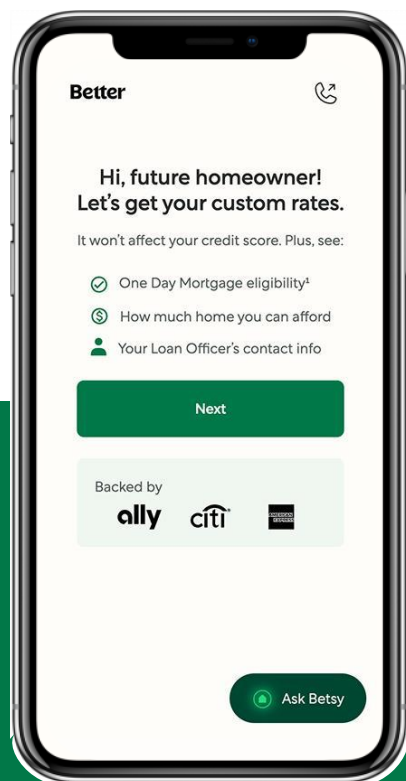 Better
Hi, future homeowner!
Let's get your custom rates.
It won't affect your credit score. Plus, see:
One Day Mortgage eligibility¹
How much home you can afford
Your Loan Officer's contact info
Next
Backed by
ally citi AMERICAN EXPRESS
Ask Betsy